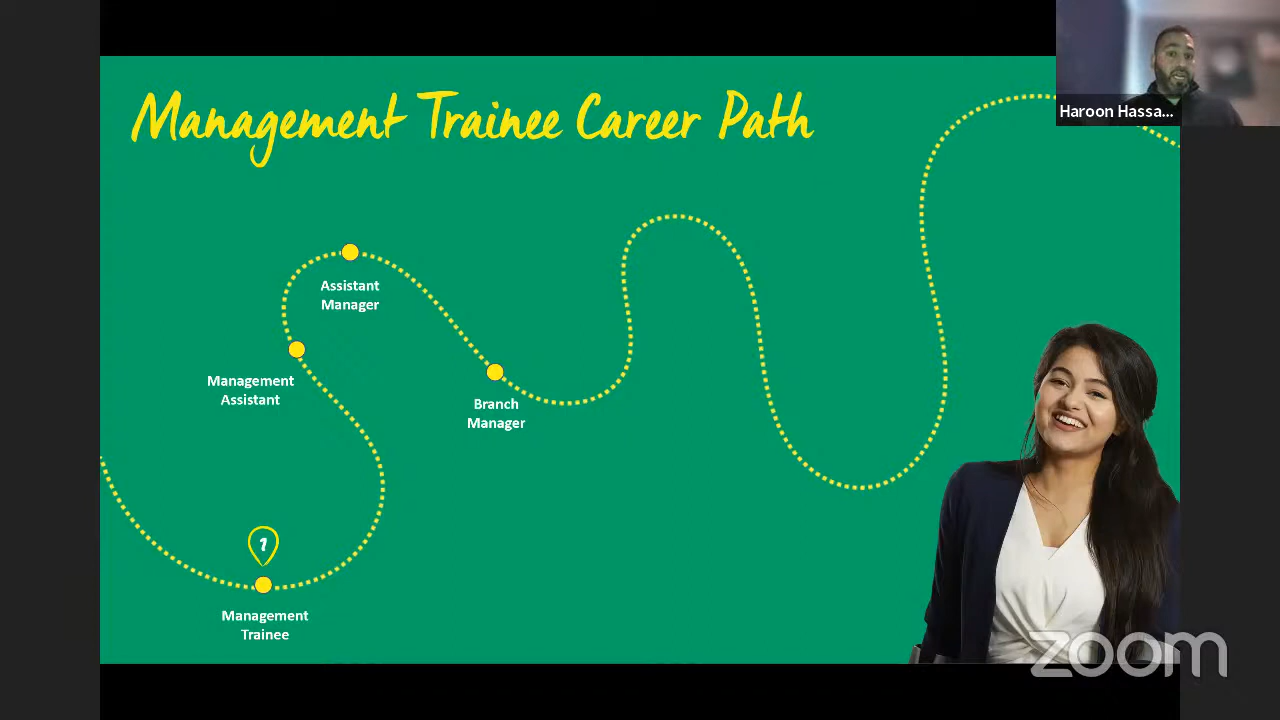 Management Trainee Career Path
Haroon Hassa...
Assistant
Manager
Management
Assistant
Branch
Manager
1
Management
Trainee
zoom